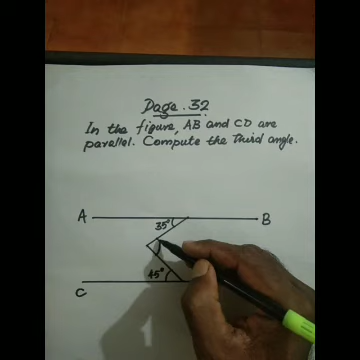 Page. 32
In the figure, AB and CD are
parallel. Compute the third angle.
A B
35°
45°
C